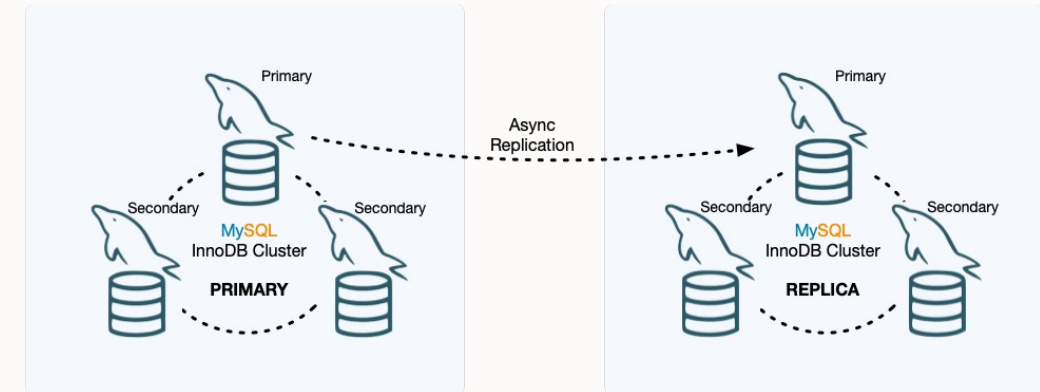 Primary
Secondary
Secondary
MySQL
InnoDB Cluster
PRIMARY
Async
Replication
Primary
Secondary
Secondary
MySQL
InnoDB Cluster
REPLICA